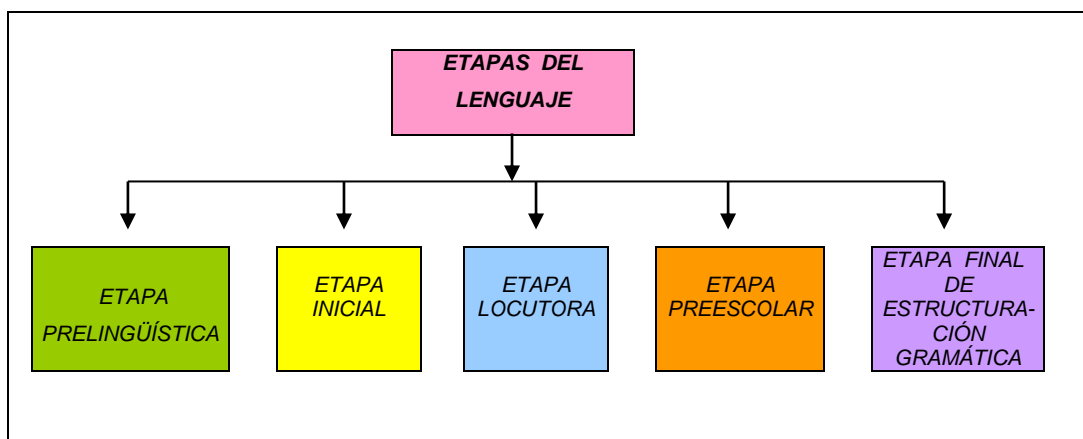 ETAPAS DEL
LENGUAJE
ETAPA
PRELINGÜÍSTICA
ETAPA
INICIAL
ETAPA
LOCUTORA
ETAPA
PREESCOLAR
ETAPA FINAL
DE
ESTRUCTURA-
CIÓN
GRAMÁTICA